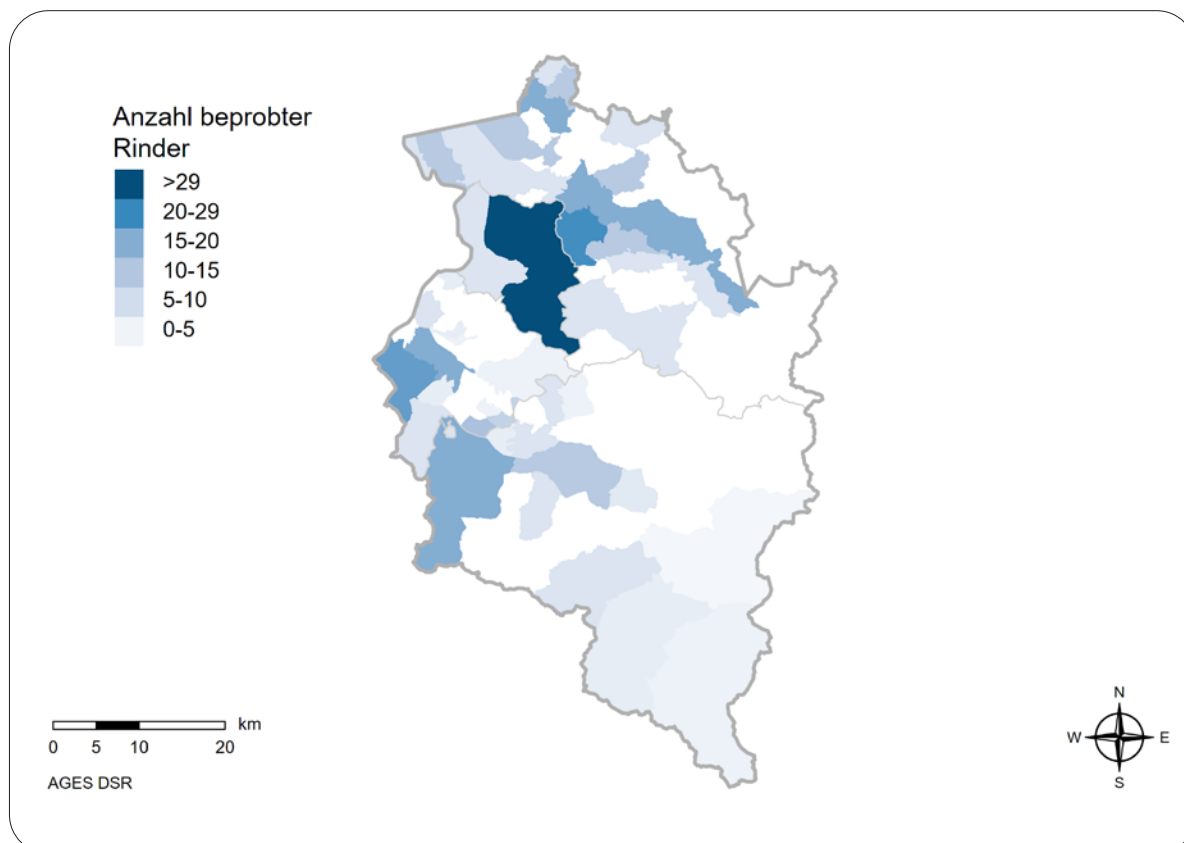 Anzahl beprobter
Rinder
>29
20-29
15-20
10-15
5-10
0-5
km
0 5 10 20
AGES DSR
N
W E
S